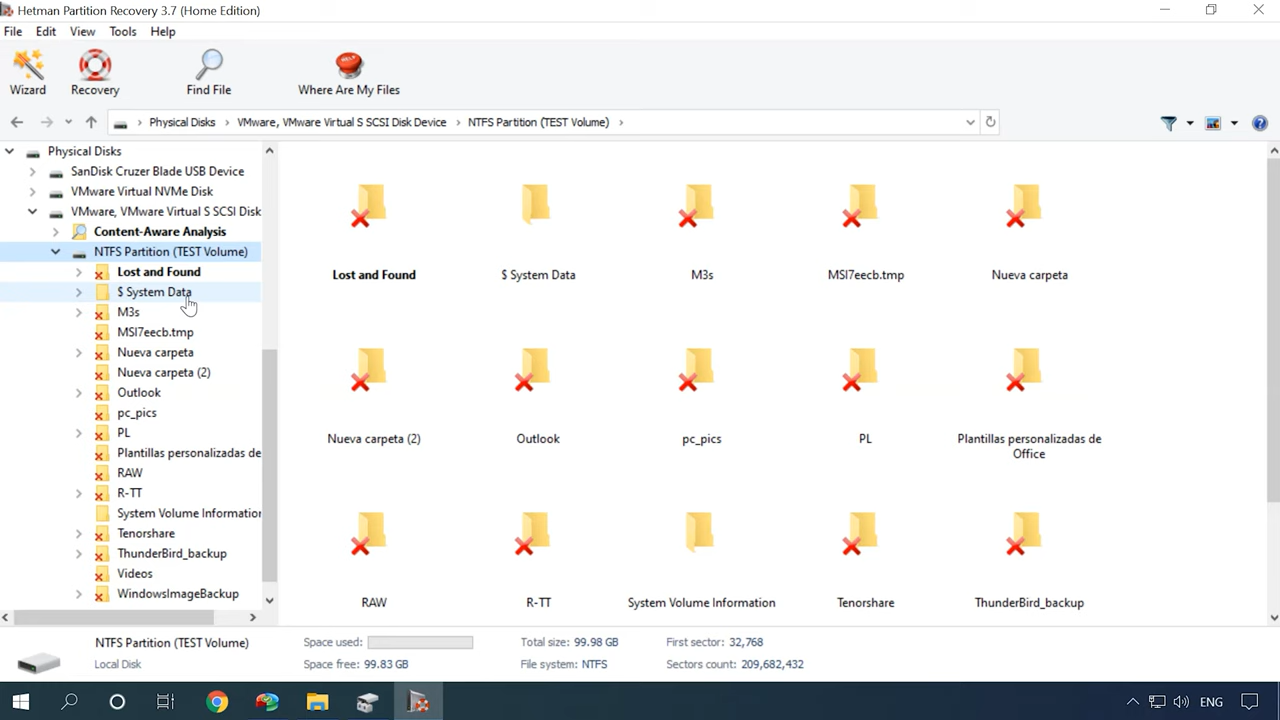 Hetman Partition Recovery 3.7 (Home Edition)
File Edit View Tools Help
Wizard Recovery Find File Where Are My Files
Physical Disks VMware, VMware Virtual S SCSI Disk Device NTFS Partition (TEST Volume)
Physical Disks
SanDisk Cruzer Blade USB Device
VMware Virtual NVMe Disk
VMware, VMware Virtual S SCSI Disk
Content-Aware Analysis
NTFS Partition (TEST Volume)
Lost and Found
$ System Data
M3s
MSI7eecb.tmp
Nueva carpeta
Nueva carpeta (2)
Outlook
pc_pics
PL
Plantillas personalizadas de
RAW
R-TT
System Volume Information
Tenorshare
ThunderBird_backup
Videos
WindowsImageBackup
Lost and Found $ System Data M3s MSI7eecb.tmp Nueva carpeta
Nueva carpeta (2) Outlook pc_pics PL Plantillas personalizadas de
Office
RAW R-TT System Volume Information Tenorshare ThunderBird_backup
NTFS Partition (TEST Volume) Space used: Total size: 99.98 GB First sector: 32,768
Local Disk Space free: 99.83 GB File system: NTFS Sectors count: 209,682,432
ENG